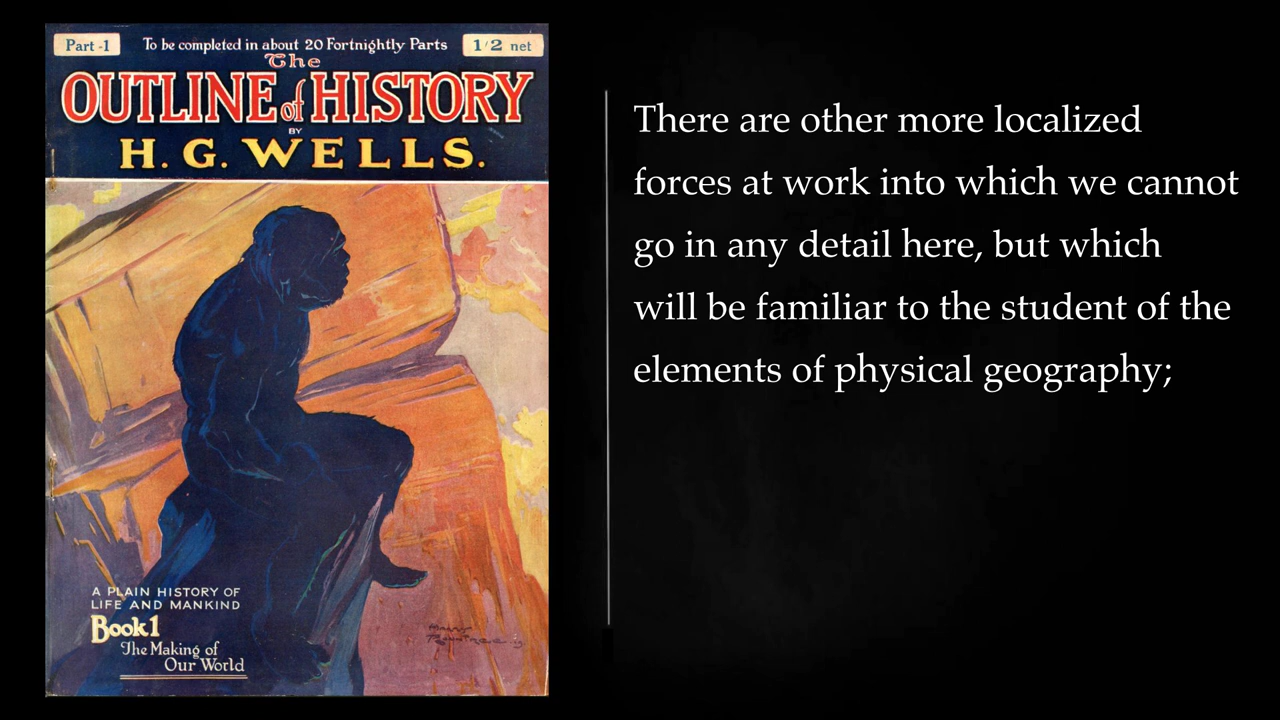 Part -1
To be completed in about 20 Fortnightly Parts
1/2 net
The
OUTLINE of HISTORY
BY
H. G. WELLS.
A PLAIN HISTORY OF
LIFE AND MANKIND
Book 1
The Making of
Our World
There are other more localized
forces at work into which we cannot
go in any detail here, but which
will be familiar to the student of the
elements of physical geography;